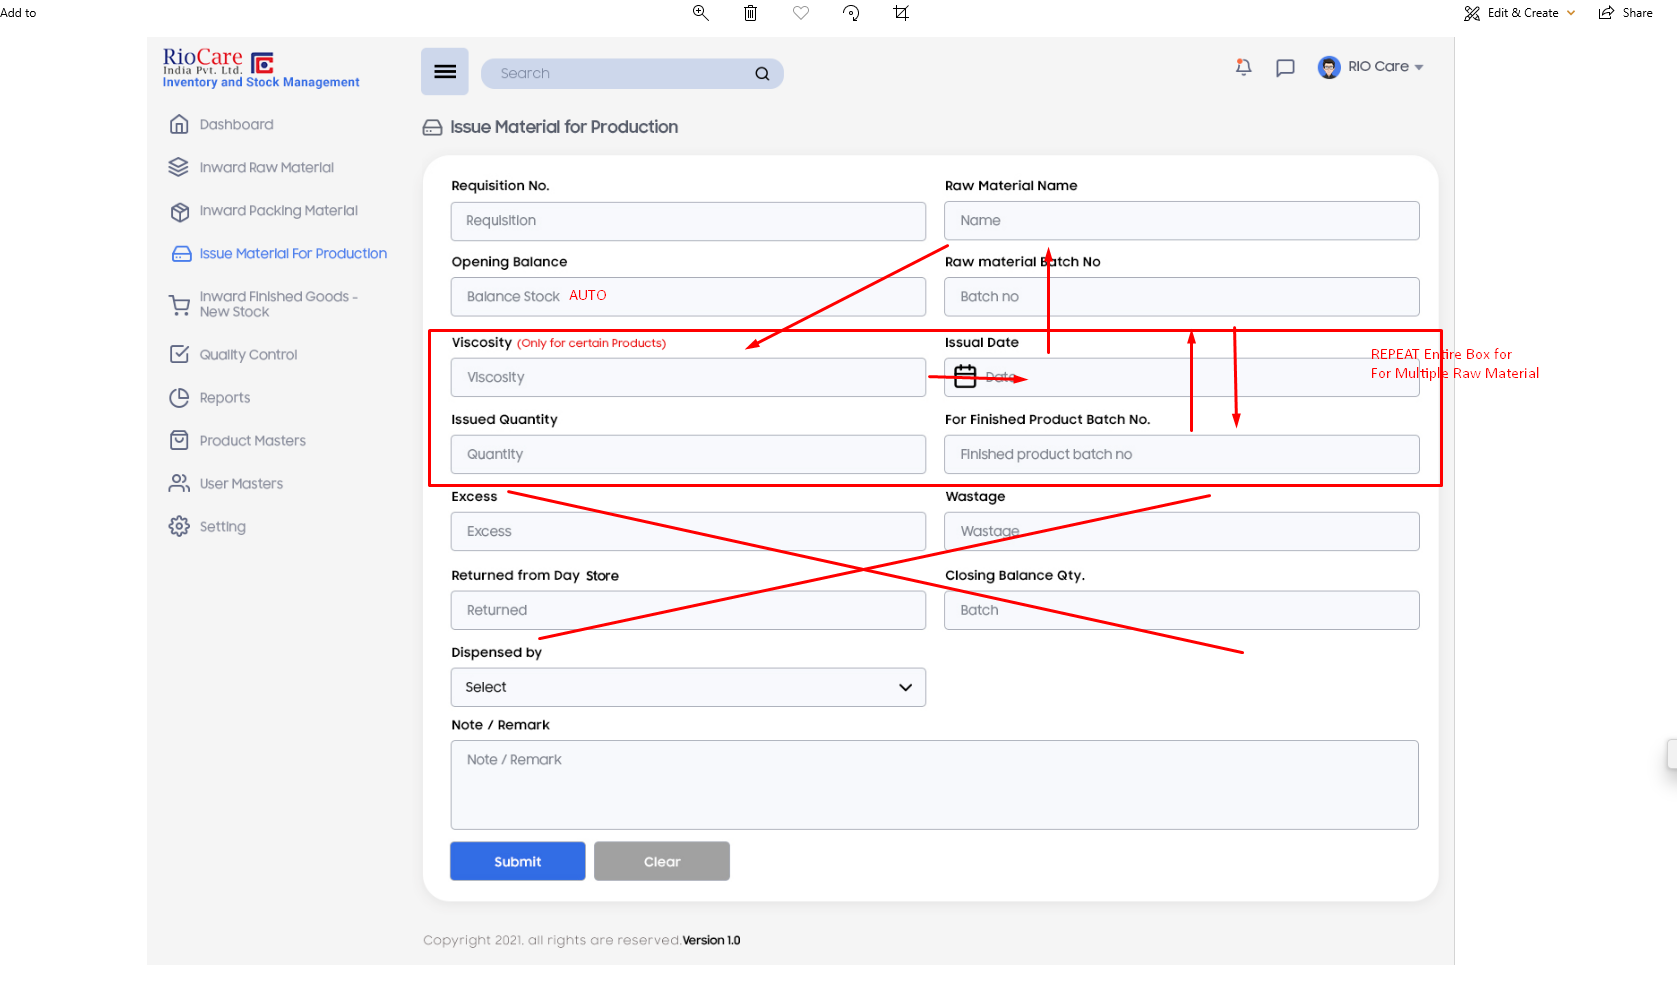 Add to
Edit & Create
Share
RioCare
India Pvt. Ltd.
Inventory and Stock Management
Search
RIO Care
Dashboard
Inward Raw Material
Inward Packing Material
Issue Material For Production
Inward Finished Goods -
New Stock
Quality Control
Reports
Product Masters
User Masters
Setting
Issue Material for Production
Requisition No.
Raw Material Name
Requisition
Name
Opening Balance
Raw material Batch No
Balance Stock AUTO
Batch no
Viscosity (Only for certain Products)
Issual Date
REPEAT Entire Box for
For Multiple Raw Material
Viscosity
Date
Issued Quantity
For Finished Product Batch No.
Quantity
Finished product batch no
Excess
Wastage
Excess
Wastage
Returned from Day Store
Closing Balance Qty.
Returned
Batch
Dispensed by
Select
Note / Remark
Note / Remark
Submit
Clear
Copyright 2021. all rights are reserved.Version 1.0